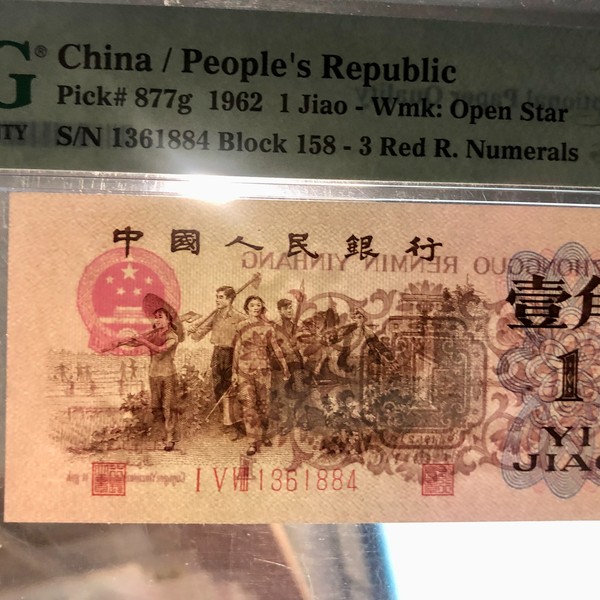 G®
China / People's Republic
Pick# 877g 1962 1 Jiao - Wmk: Open Star
ITY
S/N 1361884 Block 158 - 3 Red R. Numerals
中國人民銀行
ZHONGGUO RENMIN YINHANG
壹角
1
YI
JIAO
I V VIII 1361884